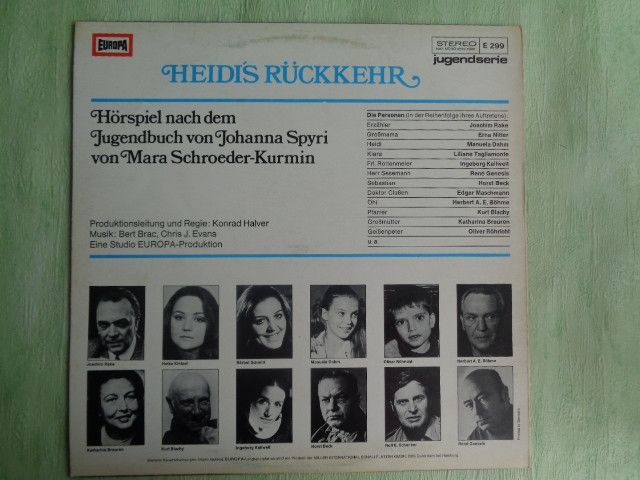 EUROPA
STEREO
E 299
jugendserie
HEIDI'S RÜCKKEHR
Hörspiel nach dem
Jugendbuch von Johanna Spyri
von Mara Schroeder-Kurmin
Die Personen (in der Reihenfolge ihres Auftretens):
Erzähler Joachim Rake
Großmama Erna Nitter
Heidi Manuela Dahm
Klara Liliane Tagliamonte
Frl. Rottenmeier Ingeborg Kallweit
Herr Sesemann René Genesis
Sebastian Horst Beck
Doktor Claßen Edgar Maschmann
Öhi Herbert A. E. Böhme
Pfarrer Kurt Blachy
Großmutter Katharina Brauren
Geißenpeter Oliver Röhricht
u. a.
Produktionsleitung und Regie: Konrad Halver
Musik: Bert Brac, Chris J. Evans
Eine Studio EUROPA-Produktion
Joachim Rake
Heike Kintzel
Manuela Dahm
Herbert A. E. Böhme
Katharina Brauren
Kurt Blachy
Ingeborg Kallweit
Horst Beck
René Genesis